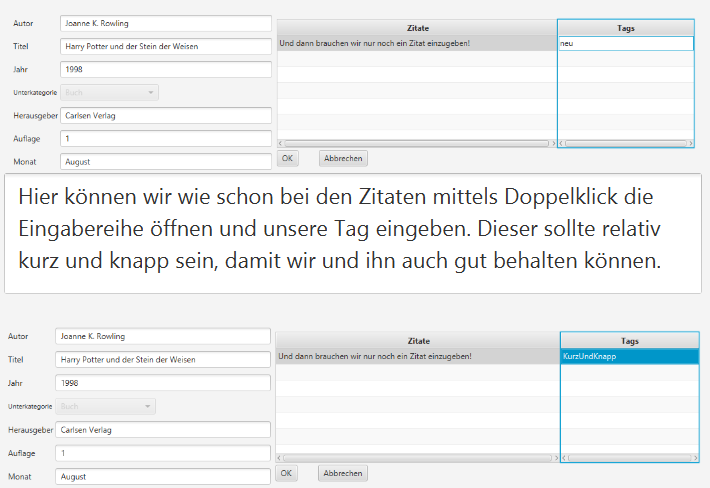 Autor Joanne K. Rowling
Zitate Tags
Titel Harry Potter und der Stein der Weisen
Und dann brauchen wir nur noch ein Zitat einzugeben! neu
Jahr 1998
Unterkategorie Buch
Herausgeber Carlsen Verlag
Auflage 1
Monat August
OK Abbrechen
Hier können wir wie schon bei den Zitaten mittels Doppelklick die
Eingabereihe öffnen und unsere Tag eingeben. Dieser sollte relativ
kurz und knapp sein, damit wir und ihn auch gut behalten können.
Autor Joanne K. Rowling
Zitate Tags
Titel Harry Potter und der Stein der Weisen
Und dann brauchen wir nur noch ein Zitat einzugeben! KurzUndKnapp
Jahr 1998
Unterkategorie Buch
Herausgeber Carlsen Verlag
Auflage 1
Monat August
OK Abbrechen